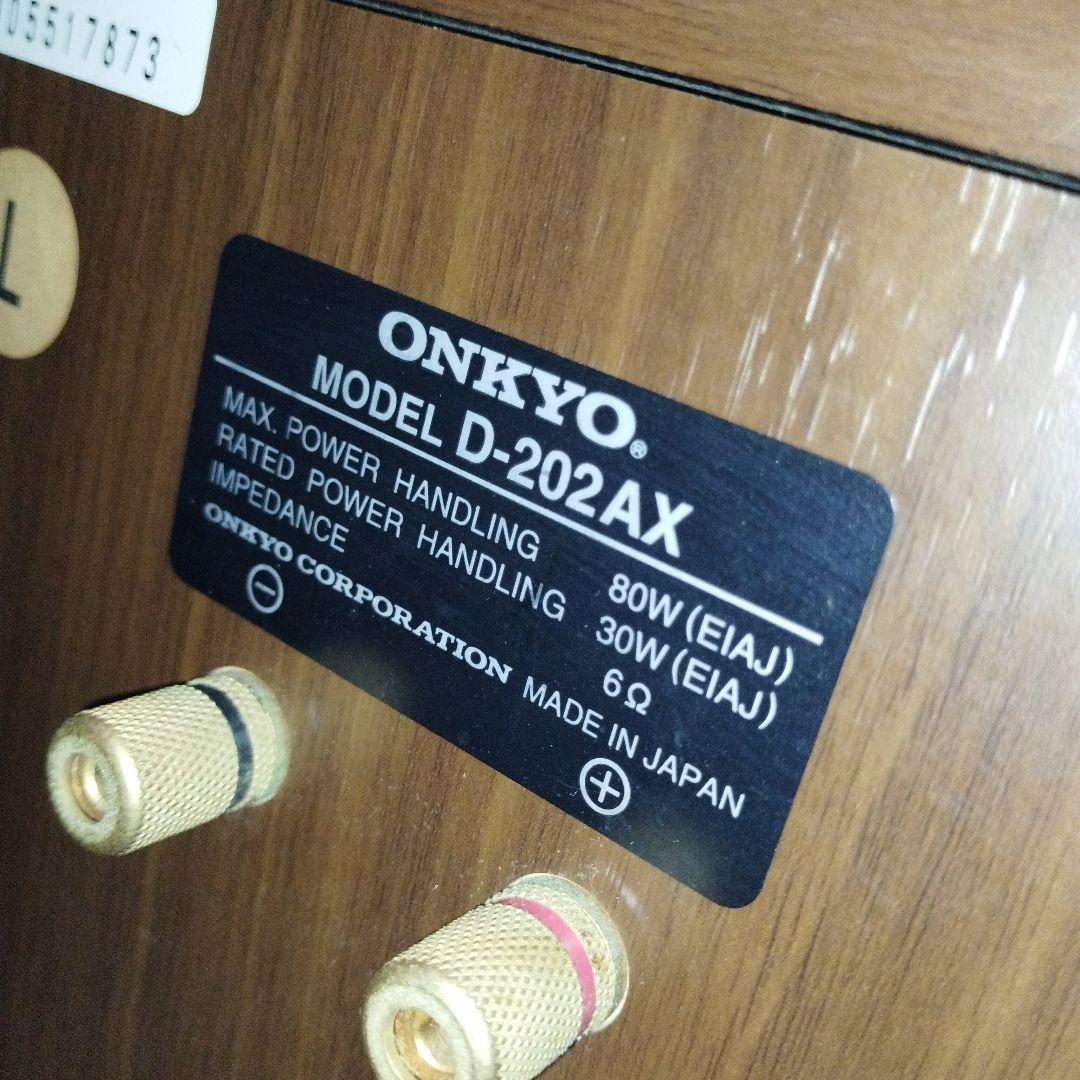 05517873
L
ONKYO®
MODEL D-202AX
MAX. POWER HANDLING 80W (EIAJ)
RATED POWER HANDLING 30W (EIAJ)
IMPEDANCE 6Ω
ONKYO CORPORATION MADE IN JAPAN
⊖ ⊕